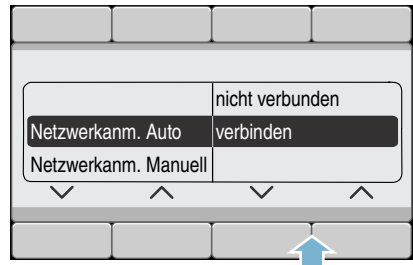 nicht verbunden
Netzwerkanm. Auto verbinden
Netzwerkanm. Manuell